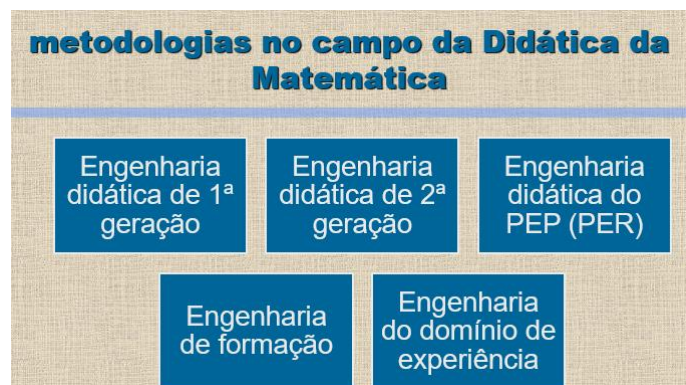 metodologias no campo da Didática da
Matemática
Engenharia
didática de 1ª
geração
Engenharia
didática de 2ª
geração
Engenharia
didática do
PEP (PER)
Engenharia
de formação
Engenharia
do domínio de
experiência